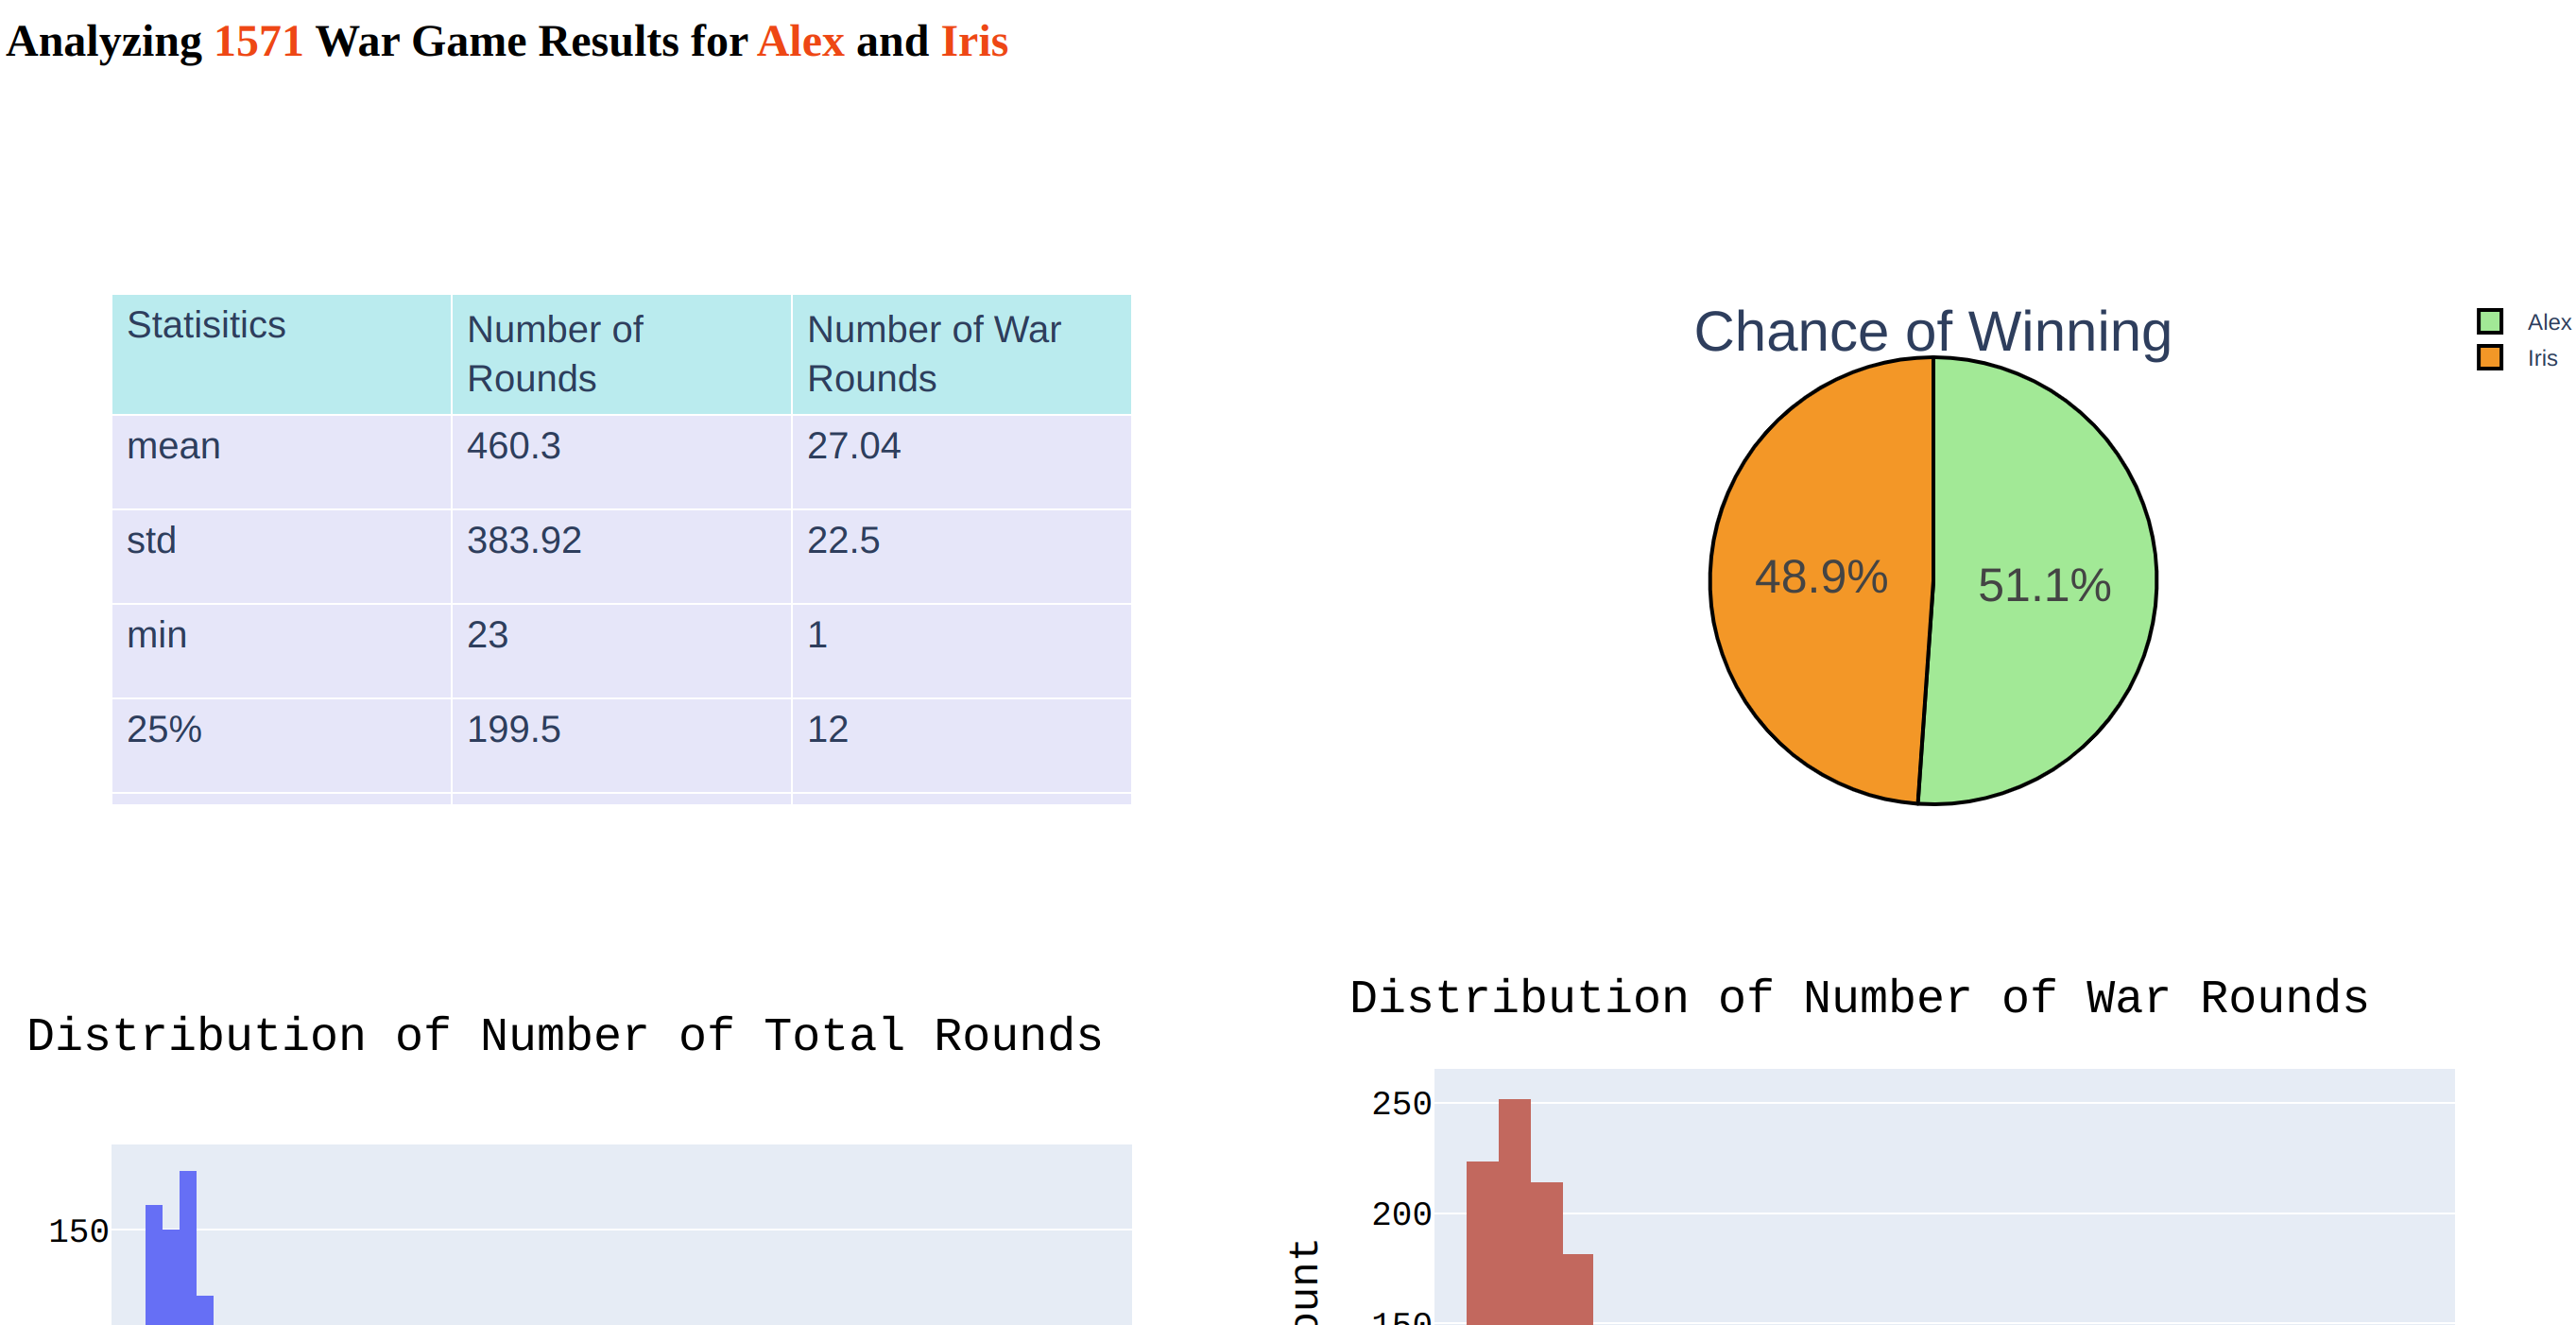 Analyzing 1571 War Game Results for Alex and Iris
Statisitics
Number of
Rounds
Number of War
Rounds
mean
460.3
27.04
std
383.92
22.5
min
23
1
25%
199.5
12
Chance of Winning
48.9%
51.1%
Alex
Iris
Distribution of Number of Total Rounds
150
Distribution of Number of War Rounds
250
200
150